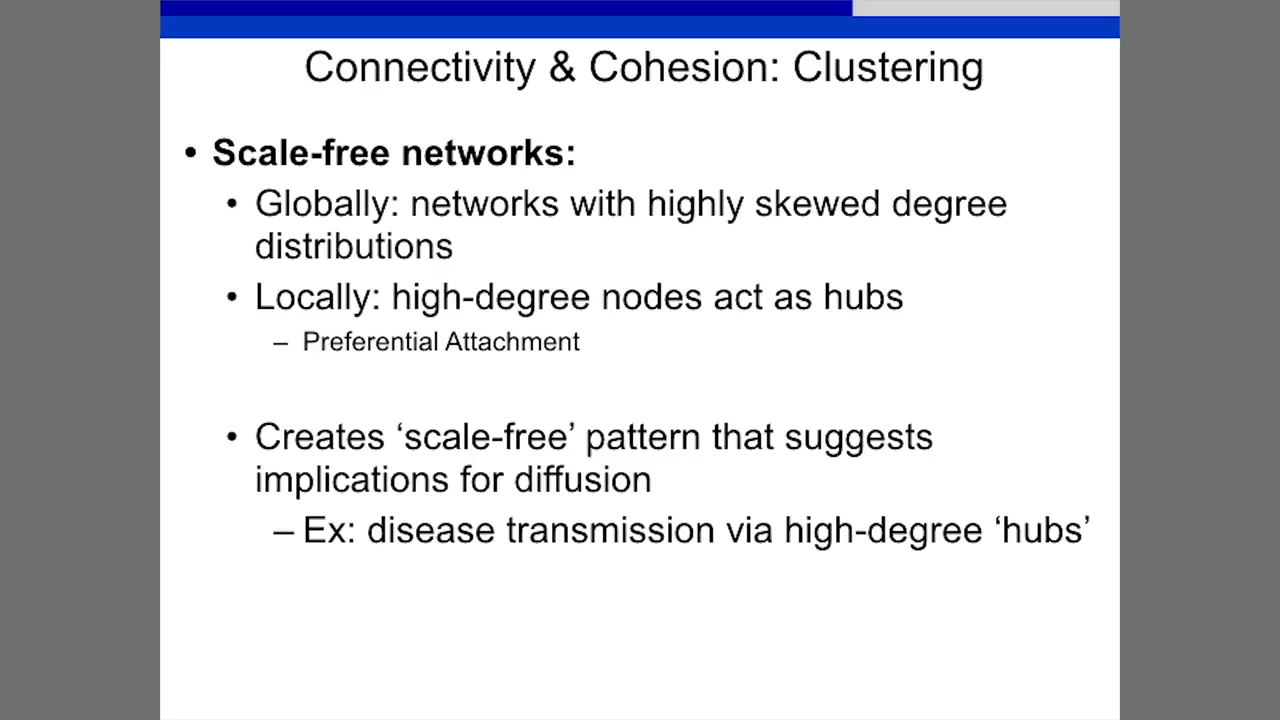 Connectivity & Cohesion: Clustering
• Scale-free networks:
• Globally: networks with highly skewed degree
distributions
• Locally: high-degree nodes act as hubs
– Preferential Attachment
• Creates ‘scale-free’ pattern that suggests
implications for diffusion
– Ex: disease transmission via high-degree ‘hubs’